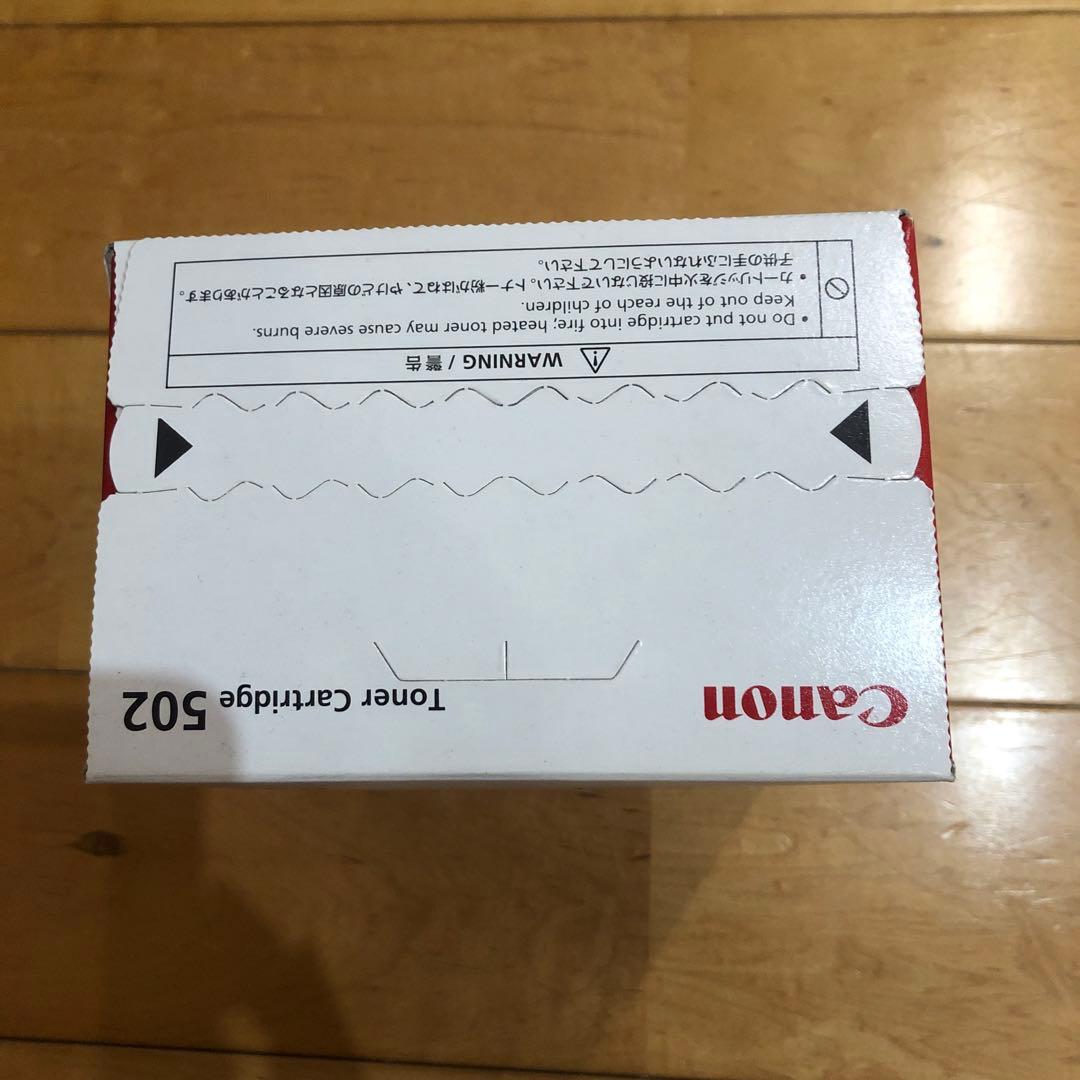 Canon
Toner Cartridge 502
WARNING / 警告
• Do not put cartridge into fire; heated toner may cause severe burns.
Keep out of the reach of children.
• カートリッジを火中に投じないで下さい。トナー粉がはねて、やけどの原因となることがあります。
子供の手にふれないようにして下さい。